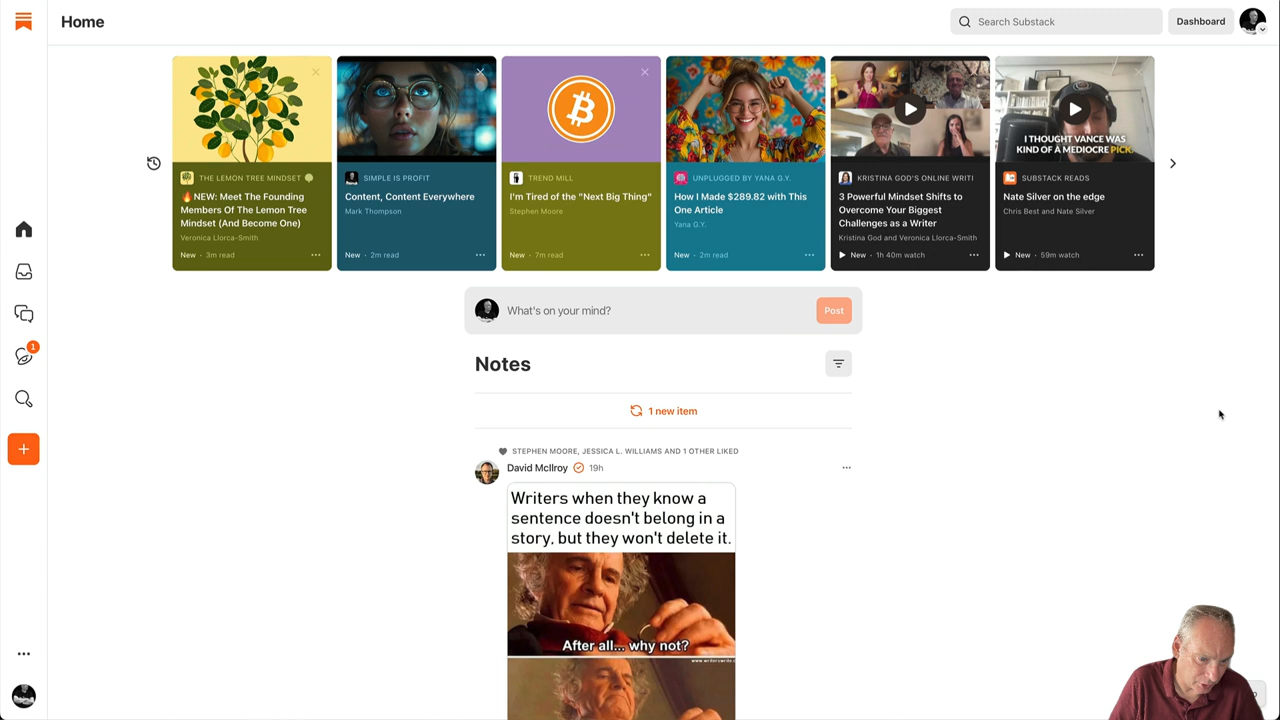 Home
Search Substack
Dashboard
THE LEMON TREE MINDSET
🔥NEW: Meet The Founding
Members Of The Lemon Tree
Mindset (And Become One)
Veronica Llorca-Smith
New · 3m read
SIMPLE IS PROFIT
Content, Content Everywhere
Mark Thompson
New · 2m read
TREND MILL
I'm Tired of the "Next Big Thing"
Stephen Moore
New · 7m read
UNPLUGGED BY YANA G.Y.
How I Made $289.82 with This
One Article
Yana G.Y.
New · 2m read
KRISTINA GOD'S ONLINE WRITI
3 Powerful Mindset Shifts to
Overcome Your Biggest
Challenges as a Writer
Kristina God and Veronica Llorca-Smith
New · 1h 40m watch
I THOUGHT VANCE WAS
KIND OF A MEDIOCRE PICK.
SUBSTACK READS
Nate Silver on the edge
Chris Best and Nate Silver
New · 59m watch
What's on your mind?
Post
Notes
1
1 new item
STEPHEN MOORE, JESSICA L. WILLIAMS AND 1 OTHER LIKED
David McIlroy 19h
Writers when they know a
sentence doesn't belong in a
story, but they won't delete it.
After all... why not?